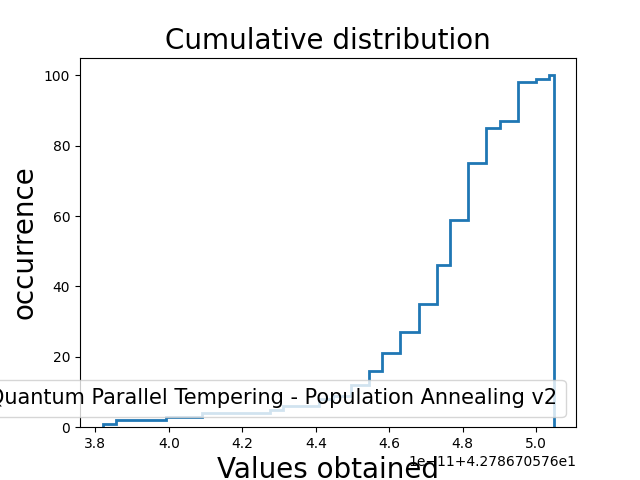 Cumulative distribution
100
80
60
40
20
0
occurrence
Quantum Parallel Tempering - Population Annealing v2
3.8 4.0 4.2 4.4 4.6 4.8 5.0
1e−11+4.278670576e1
Values obtained